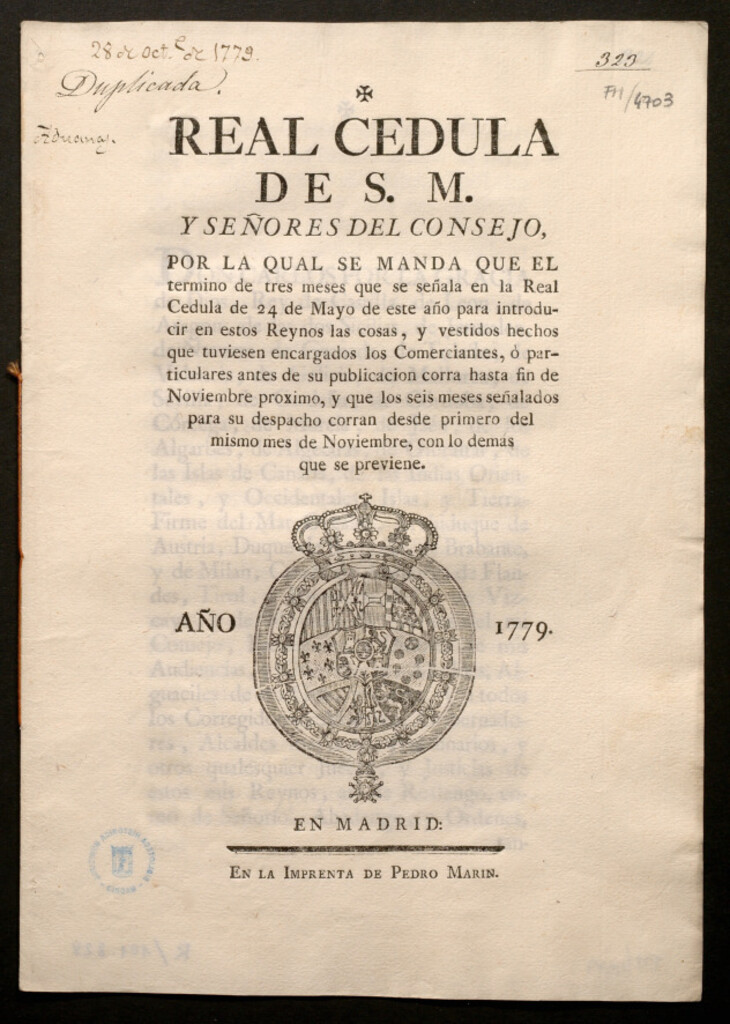 28 de Oct.e de 1779.
Duplicada.
Aduanas.
323
FM/4703
✠
REAL CEDULA
DE S. M.
Y SEÑORES DEL CONSEJO,
POR LA QUAL SE MANDA QUE EL
termino de tres meses que se señala en la Real
Cedula de 24 de Mayo de este año para introdu-
cir en estos Reynos las cosas, y vestidos hechos
que tuviesen encargados los Comerciantes, ó par-
ticulares antes de su publicacion corra hasta fin de
Noviembre proximo, y que los seis meses señalados
para su despacho corran desde primero del
mismo mes de Noviembre, con lo demas
que se previene.
AÑO 1779.
EN MADRID:
EN LA IMPRENTA DE PEDRO MARIN.